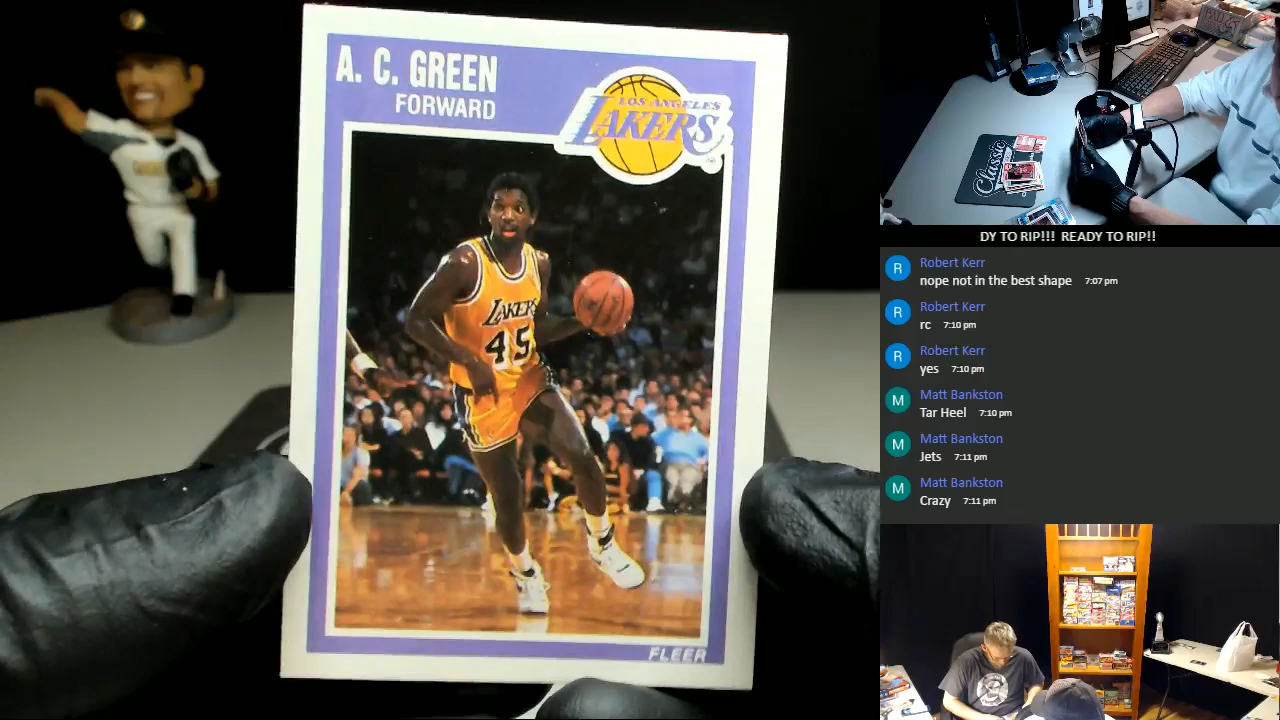 A. C. GREEN
FORWARD
LOS ANGELES
LAKERS
LAKERS
45
FLEER
Classic
DY TO RIP!!! READY TO RIP!!
R
Robert Kerr
nope not in the best shape 7:07 pm
R
Robert Kerr
rc 7:10 pm
R
Robert Kerr
yes 7:10 pm
M
Matt Bankston
Tar Heel 7:10 pm
M
Matt Bankston
Jets 7:11 pm
M
Matt Bankston
Crazy 7:11 pm